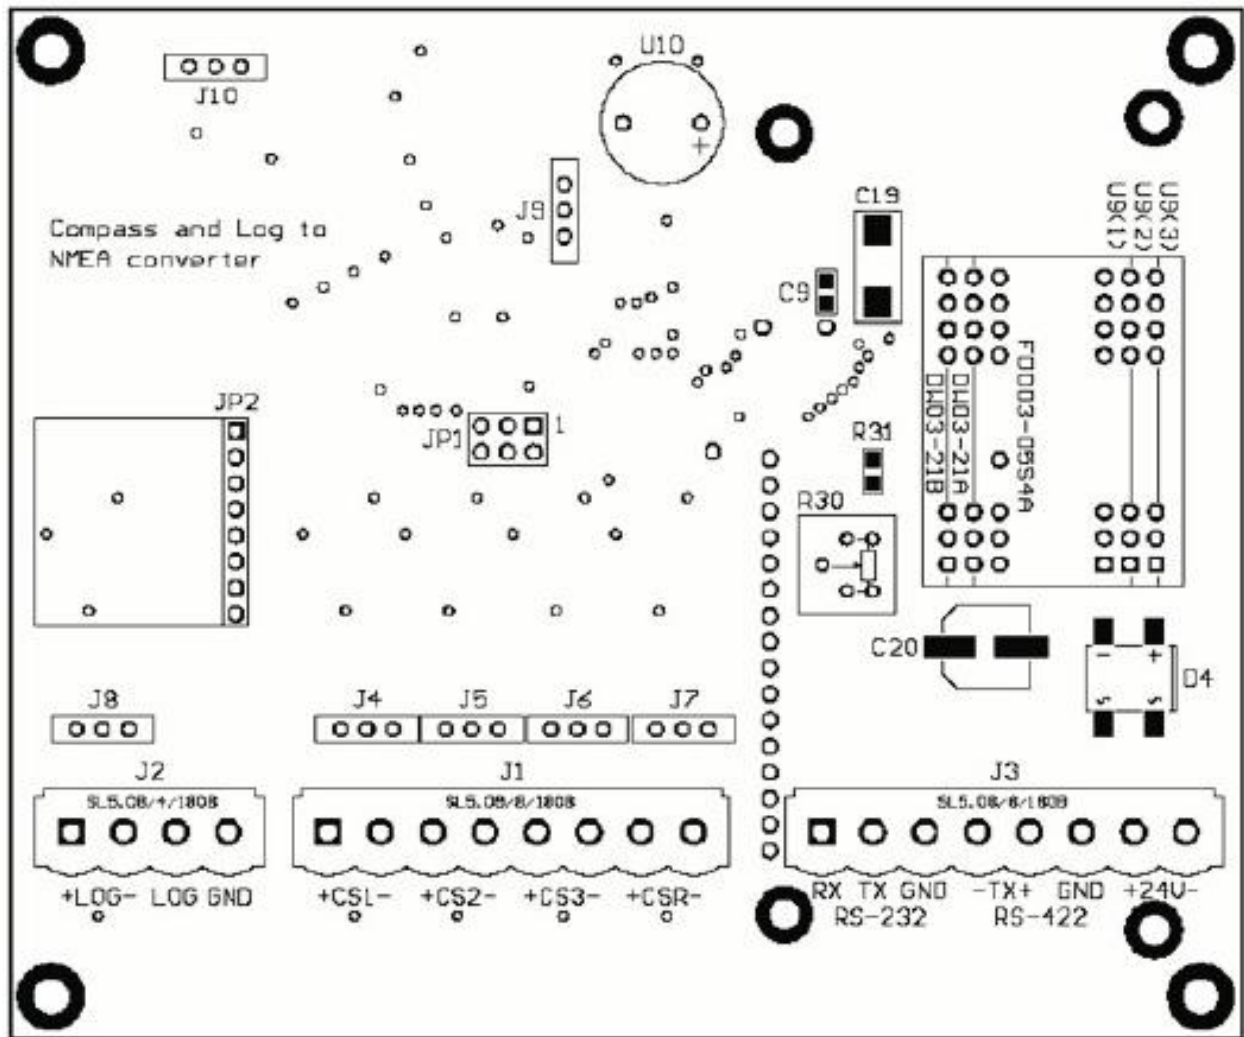 U10
J10
J9
C19
U9(1)
U9(2)
U9(3)
Compass and Log to
NMEA converter
C9
+
JP2
JP1
1
R31
R30
DW03-21B
DW03-21A
FDD03-05S4A
C20
- +
s s
D4
J8
J4
J5
J6
J7
J2
J1
J3
SL5.08/4/180B
SL5.08/8/180B
SL5.08/8/180B
+LOG- LOG GND
+CS1- +CS2- +CS3- +CSR-
RX TX GND -TX+ GND +24V-
RS-232 RS-422